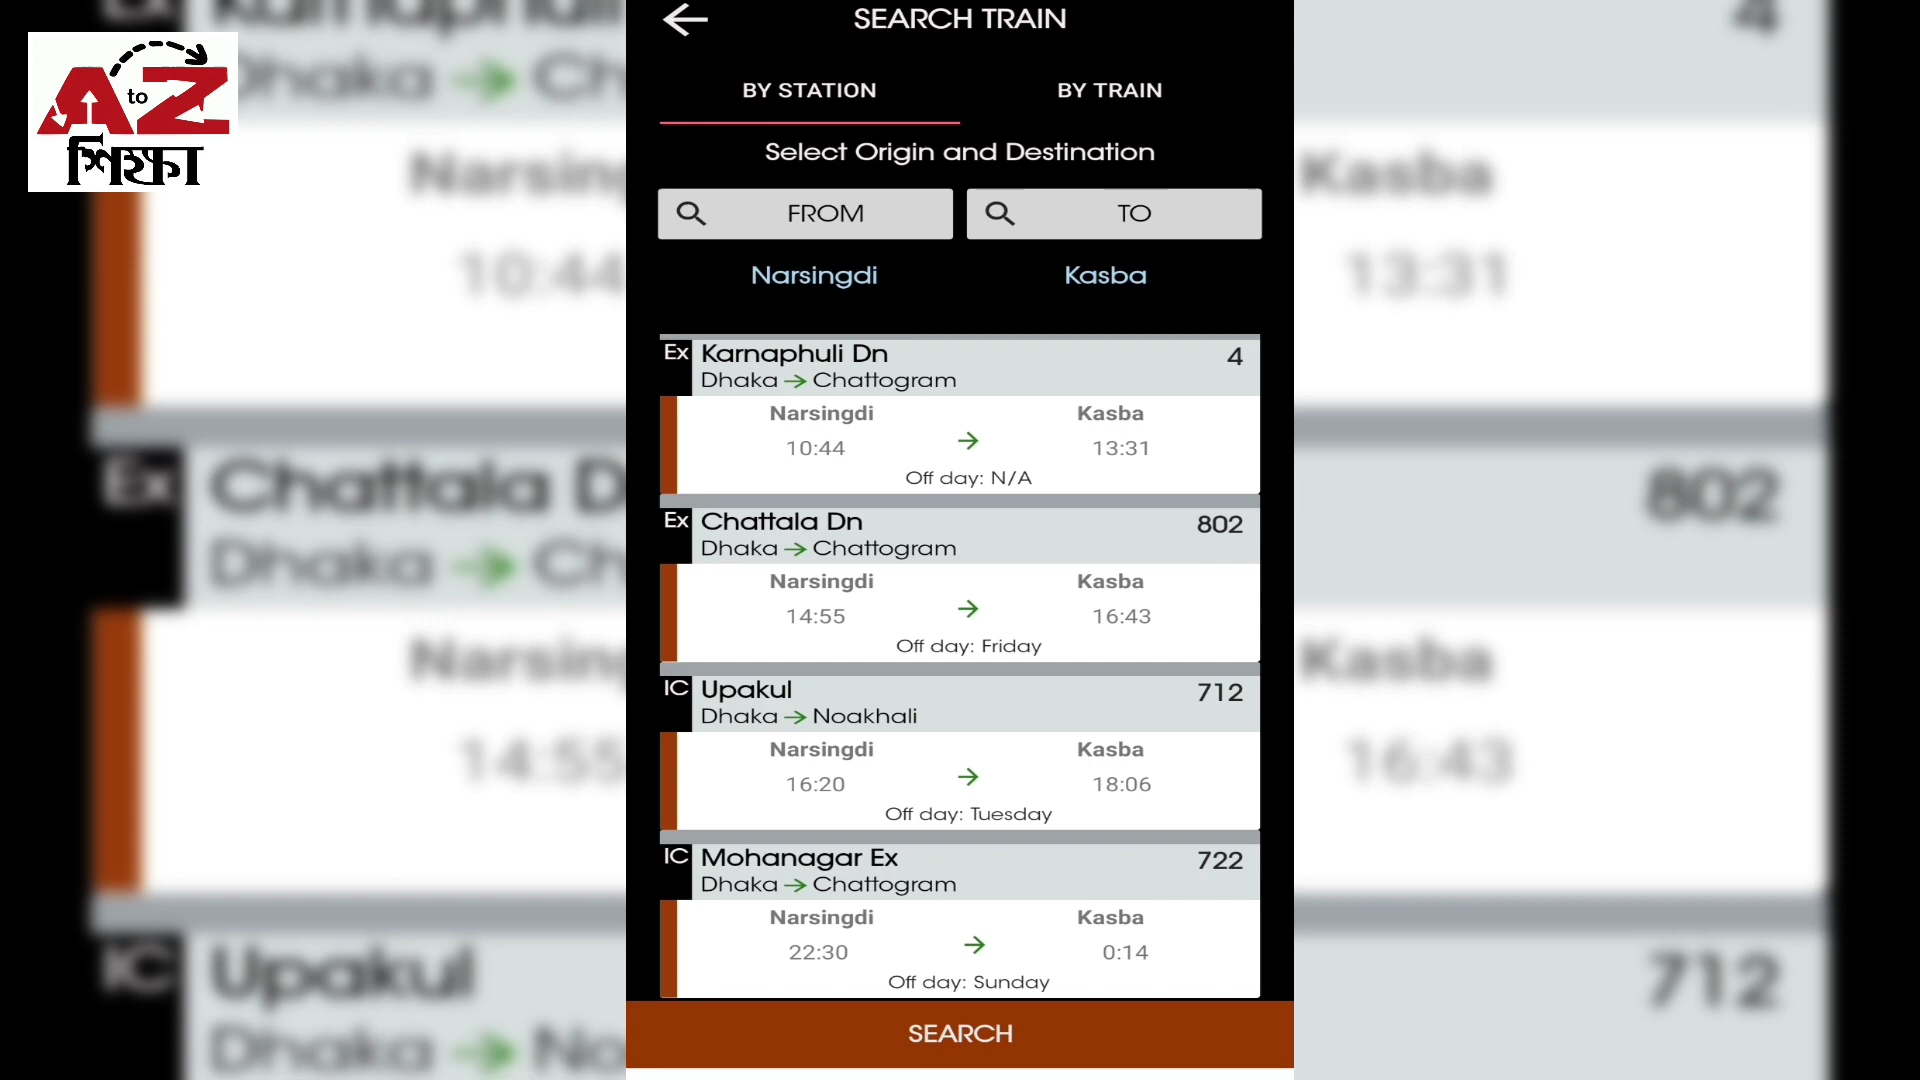 A to Z
শিক্ষা
SEARCH TRAIN
BY STATION BY TRAIN
Select Origin and Destination
FROM TO
Narsingdi Kasba
Ex Karnaphuli Dn 4
Dhaka → Chattogram
Narsingdi Kasba
10:44 → 13:31
Off day: N/A
Ex Chattala Dn 802
Dhaka → Chattogram
Narsingdi Kasba
14:55 → 16:43
Off day: Friday
IC Upakul 712
Dhaka → Noakhali
Narsingdi Kasba
16:20 → 18:06
Off day: Tuesday
IC Mohanagar Ex 722
Dhaka → Chattogram
Narsingdi Kasba
22:30 → 0:14
Off day: Sunday
SEARCH